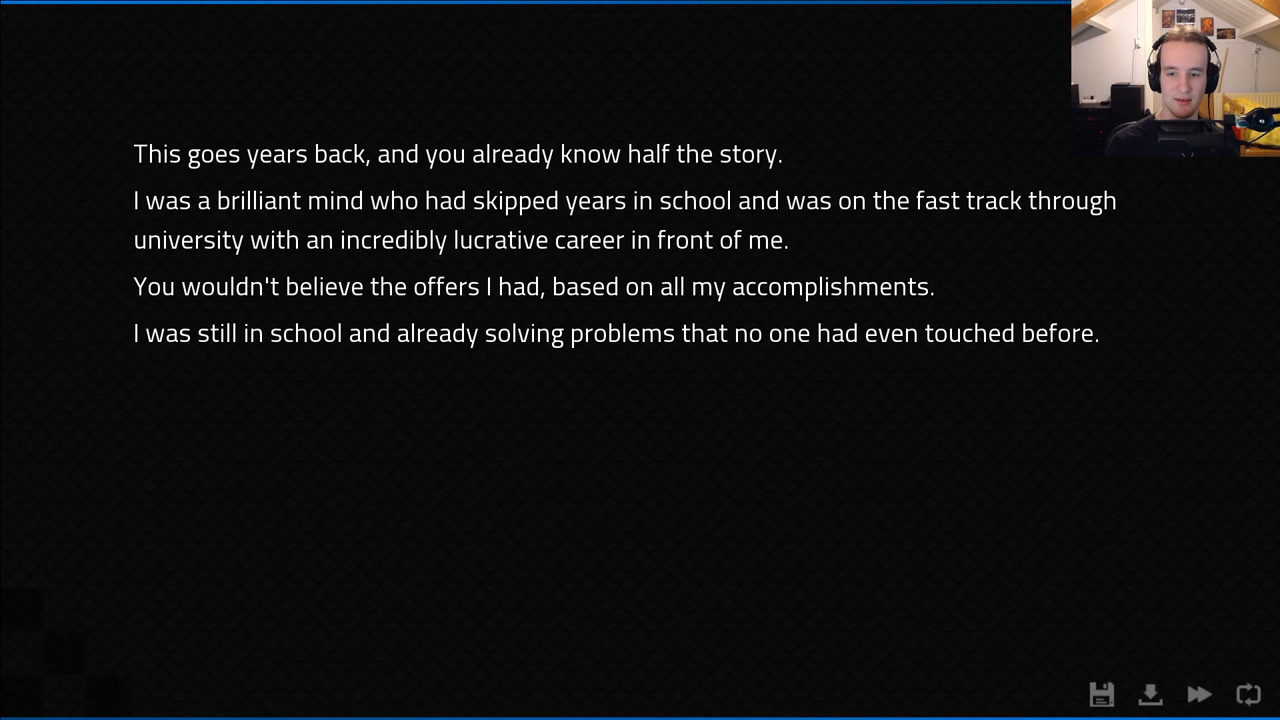 This goes years back, and you already know half the story.
I was a brilliant mind who had skipped years in school and was on the fast track through
university with an incredibly lucrative career in front of me.
You wouldn't believe the offers I had, based on all my accomplishments.
I was still in school and already solving problems that no one had even touched before.